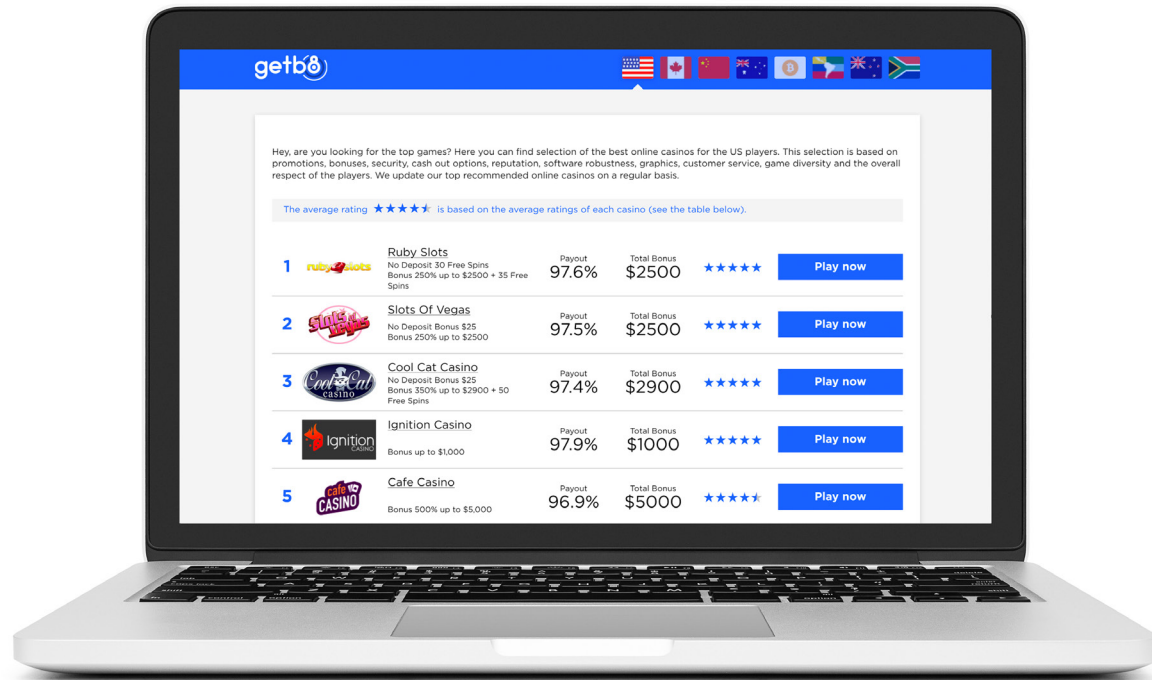 getb8
Hey, are you looking for the top games? Here you can find selection of the best online casinos for the US players. This selection is based on
promotions, bonuses, security, cash out options, reputation, software robustness, graphics, customer service, game diversity and the overall
respect of the players. We update our top recommended online casinos on a regular basis.
The average rating ★★★★⯪ is based on the average ratings of each casino (see the table below).
1
ruby slots
Ruby Slots
No Deposit 30 Free Spins
Bonus 250% up to $2500 + 35 Free
Spins
Payout
97.6%
Total Bonus
$2500
Play now
2
Slots of Vegas
Slots Of Vegas
No Deposit Bonus $25
Bonus 250% up to $2500
Payout
97.5%
Total Bonus
$2500
Play now
3
Cool Cat
casino
Cool Cat Casino
No Deposit Bonus $25
Bonus 350% up to $2900 + 50
Free Spins
Payout
97.4%
Total Bonus
$2900
Play now
4
Ignition
CASINO
Ignition Casino
Bonus up to $1,000
Payout
97.9%
Total Bonus
$1000
Play now
5
cafe
CASINO
Cafe Casino
Bonus 500% up to $5,000
Payout
96.9%
Total Bonus
$5000
Play now